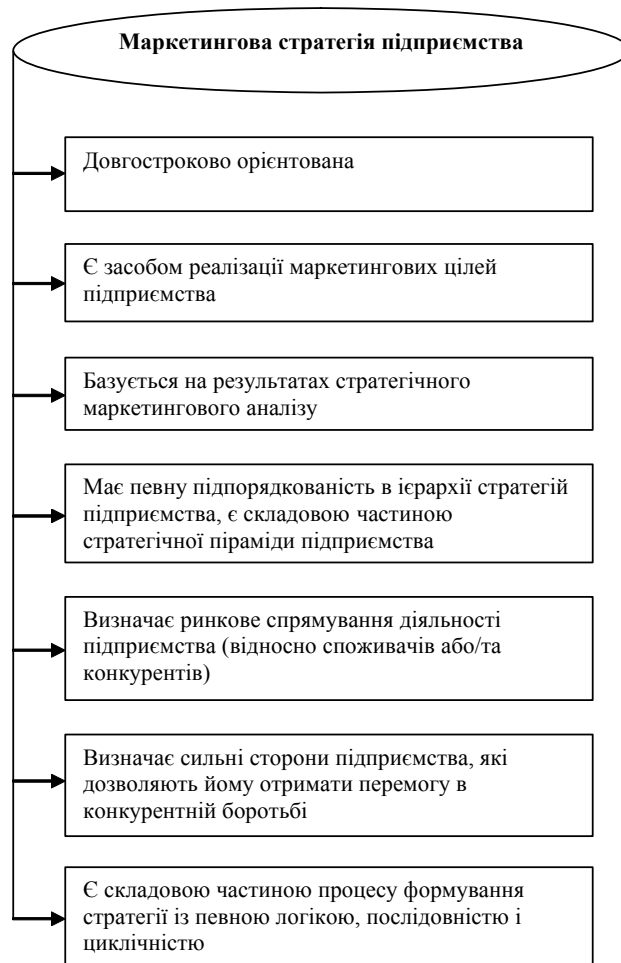 Маркетингова стратегія підприємства
Довгостроково орієнтована
Є засобом реалізації маркетингових цілей
підприємства
Базується на результатах стратегічного
маркетингового аналізу
Має певну підпорядкованість в ієрархії стратегій
підприємства, є складовою частиною
стратегічної піраміди підприємства
Визначає ринкове спрямування діяльності
підприємства (відносно споживачів або/та
конкурентів)
Визначає сильні сторони підприємства, які
дозволяють йому отримати перемогу в
конкурентній боротьбі
Є складовою частиною процесу формування
стратегії із певною логікою, послідовністю і
циклічністю